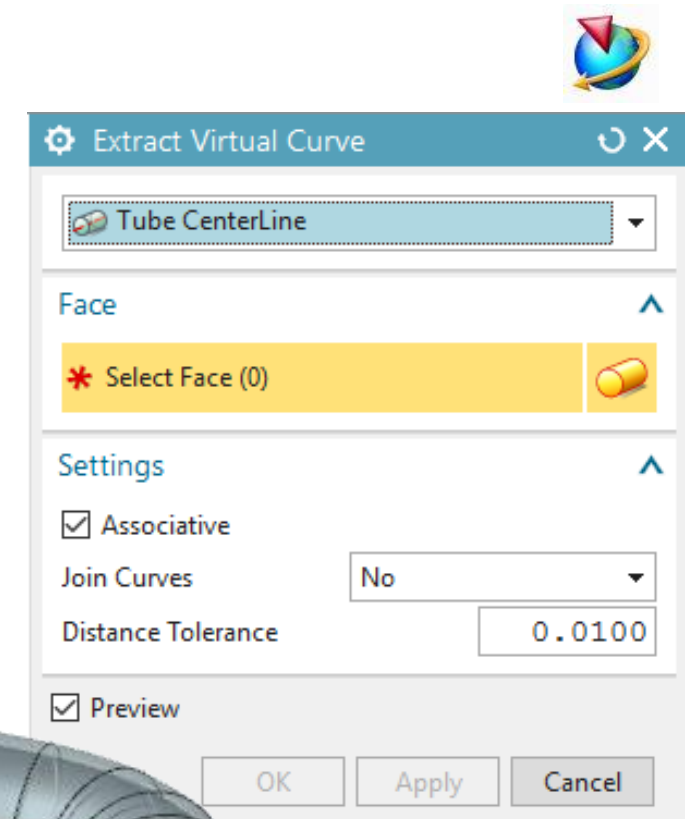 Extract Virtual Curve
Tube CenterLine
Face
* Select Face (0)
Settings
Associative
Join Curves No
Distance Tolerance 0.0100
Preview
OK Apply Cancel